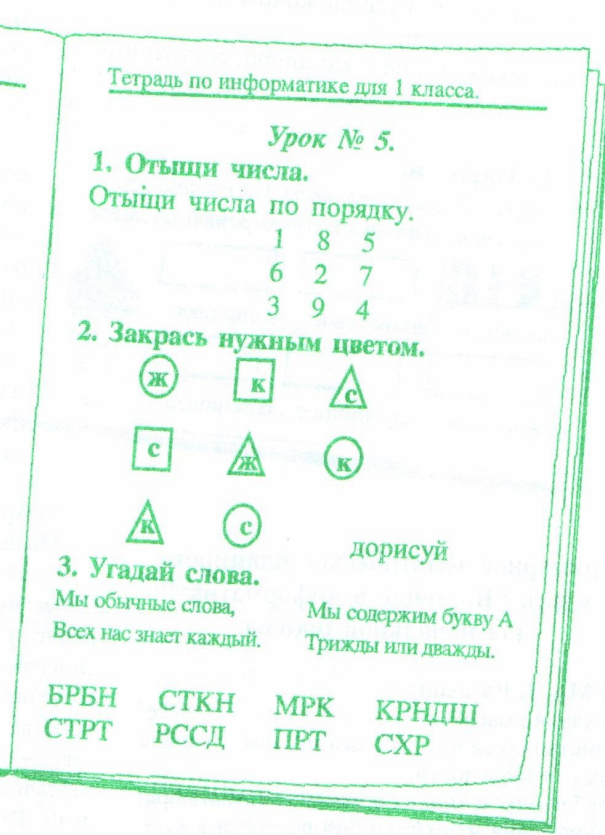 Тетрадь по информатике для 1 класса.
Урок № 5.
1. Отыщи числа.
Отыщи числа по порядку.
1 8 5
6 2 7
3 9 4
2. Закрась нужным цветом.
ж к с
с ж к
к с дорисуй
3. Угадай слова.
Мы обычные слова,
Всех нас знает каждый.
Мы содержим букву А
Трижды или дважды.
БРБН СТКН МРК КРНДШ
СТРТ РССД ПРТ СХР